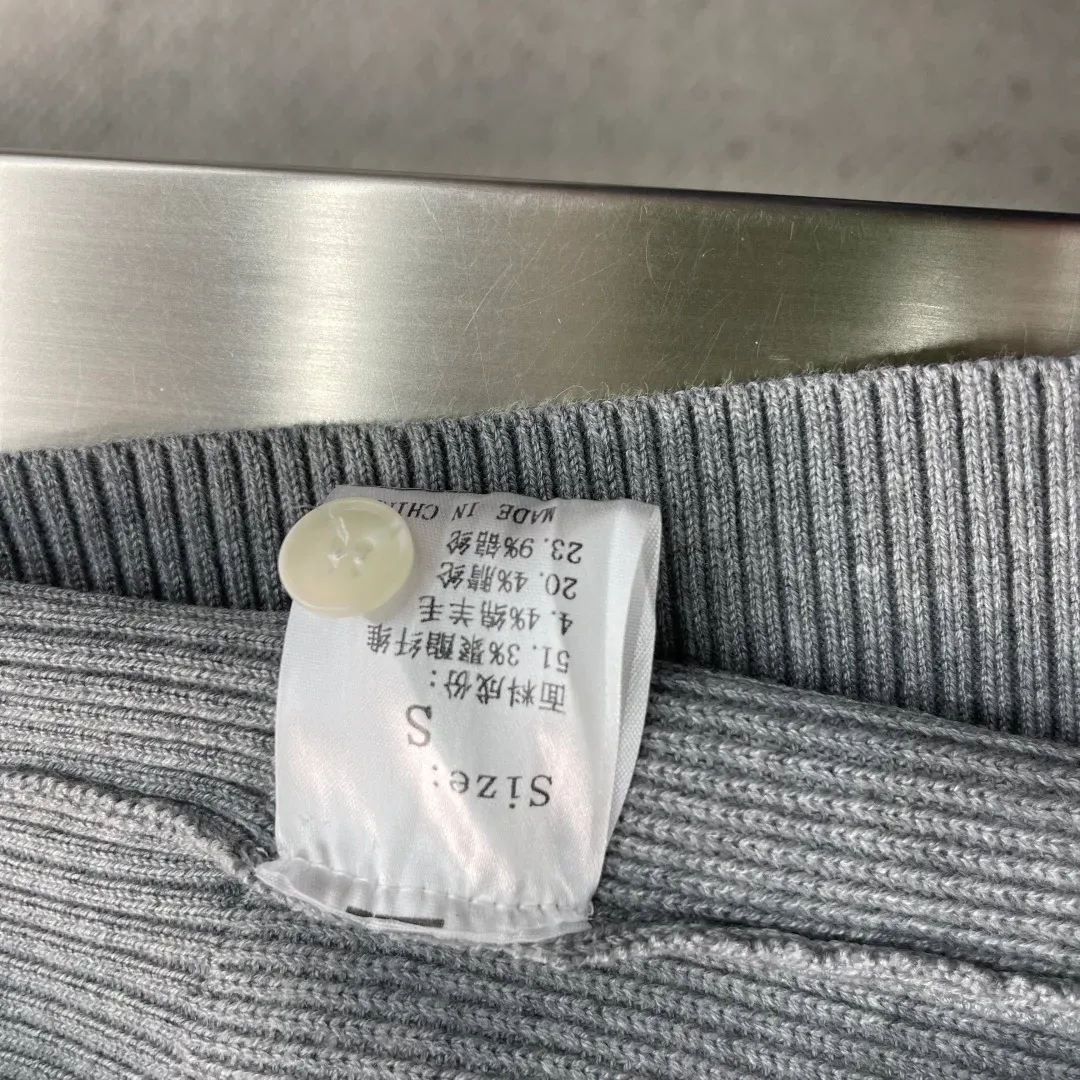 Size:
S
面料成份:
51.3%聚酯纤维
4.4%绵羊毛
20.4%腈纶
23.9%锦纶
MADE IN